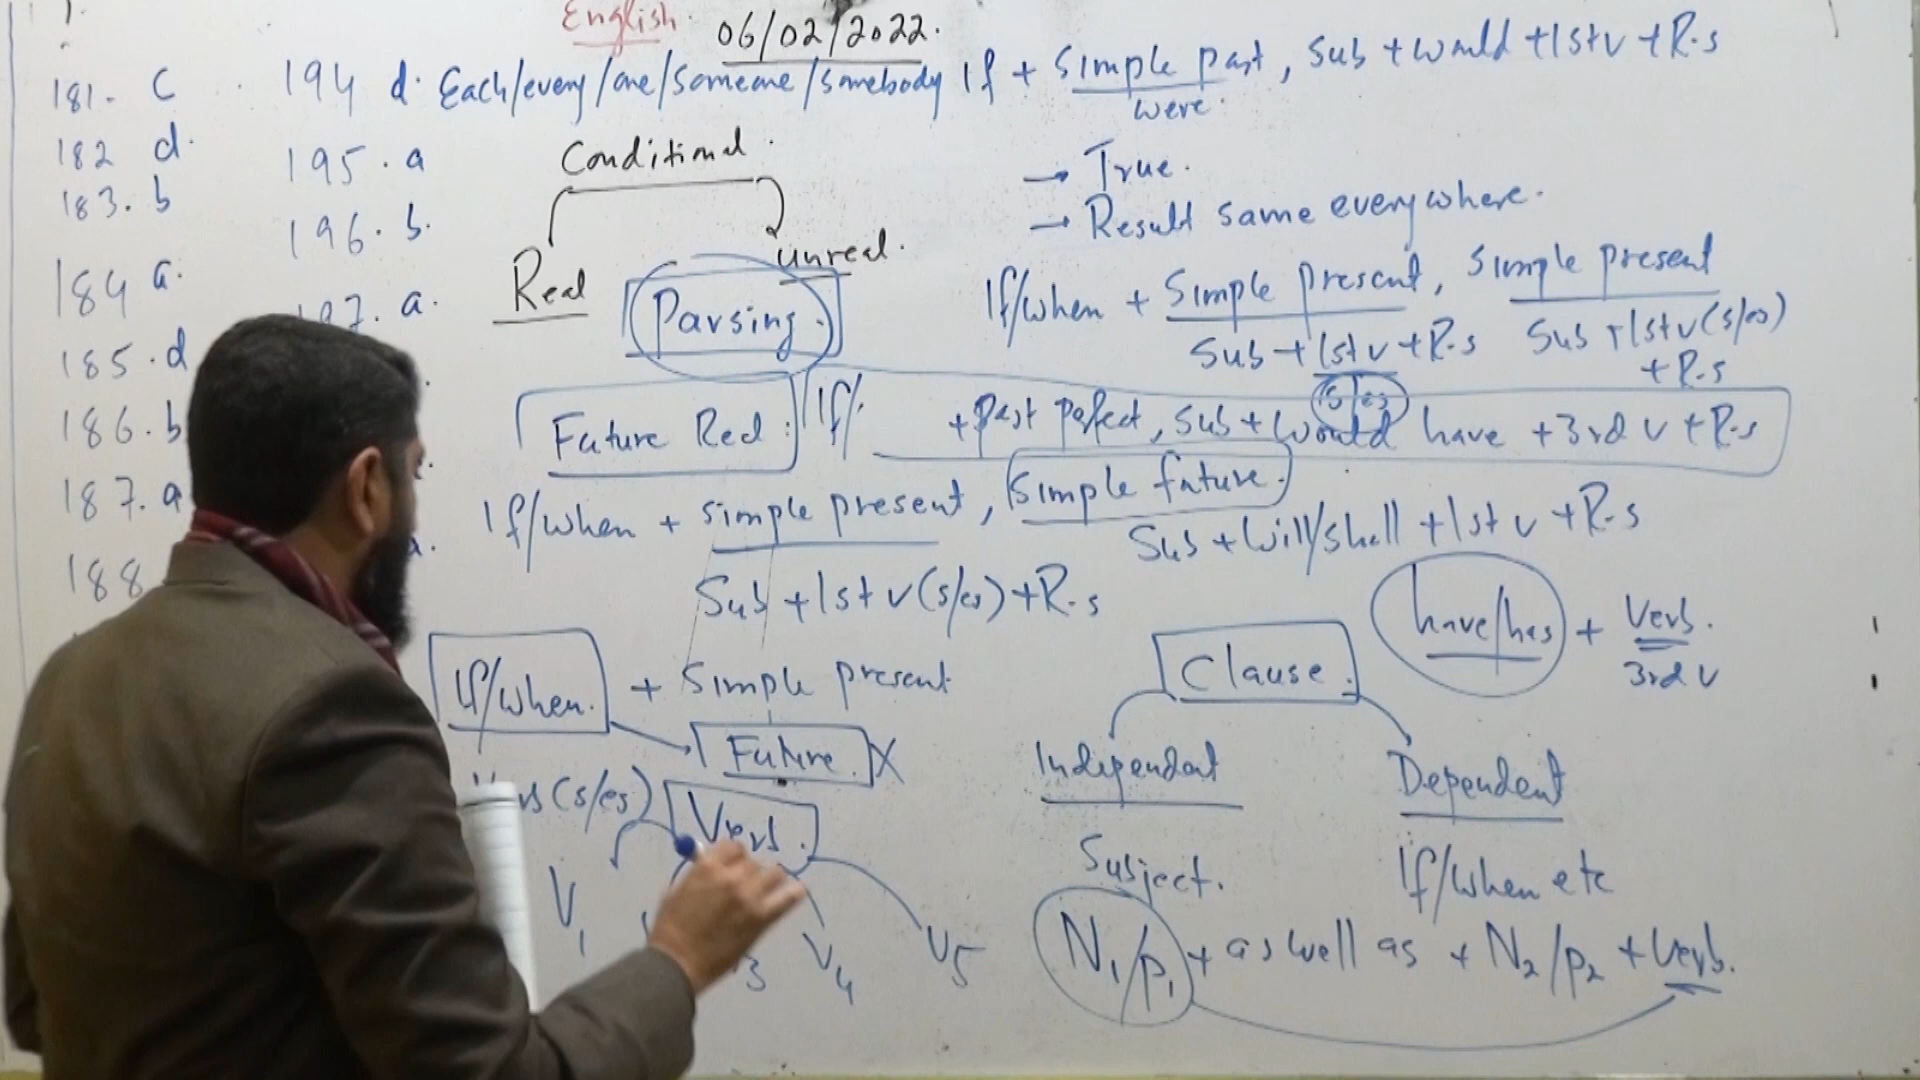 English.
06/02/2022.
181. c
182 d.
183. b
184 a.
185. d
186. b
187. a
188
194 d. Each/every/one/someone/somebody
195. a
196. b.
197. a.
If + Simple past, Sub + would + 1st v + R.s
were.
Conditional.
Real
unreal.
Parsing.
→ True.
→ Result same everywhere.
If/when + Simple present, Simple present
Sub + 1st v + R.s
s/es
Sub + 1st v (s/es)
+ R.s
Future Real:
If/ + past perfect, Sub + would have + 3rd v + R.s
If/when + simple present, Simple future.
Sub + will/shall + 1st v + R.s
Sub + 1st v (s/es) + R.s
If/when. + Simple present
Future. X
(s/es)
Verb.
V1
3
V4
V5
have/has + Verb.
3rd v
Clause.
Independent
Dependent
Subject.
If/when etc
N1/P1 + as well as + N2/P2 + Verb.